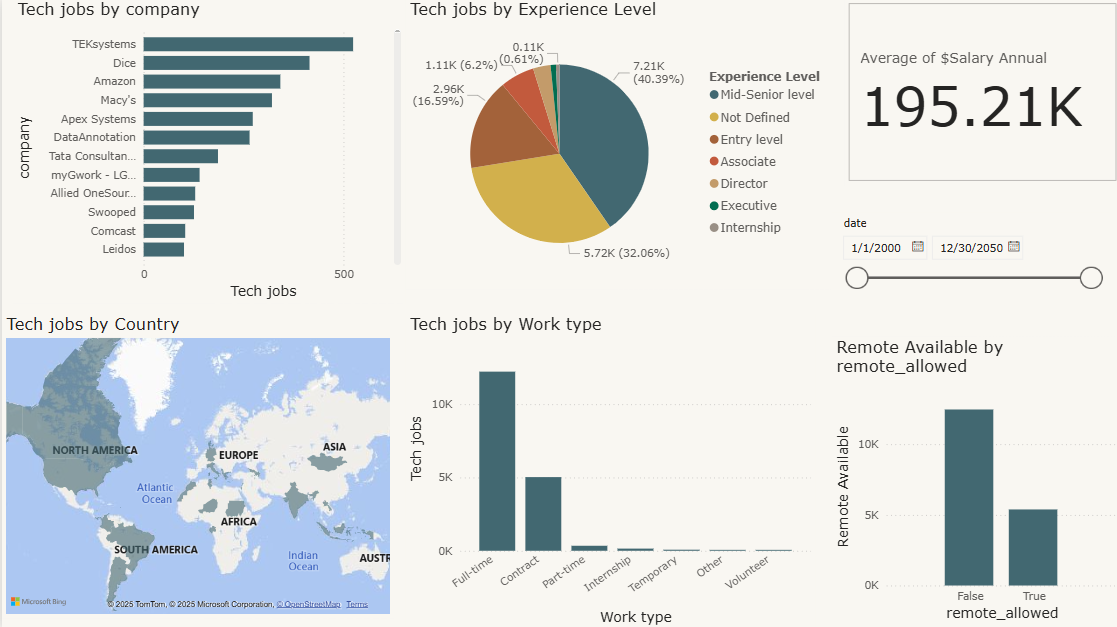 Tech jobs by company
company
TEKsystems
Dice
Amazon
Macy's
Apex Systems
DataAnnotation
Tata Consultan...
myGwork - LG...
Allied OneSour...
Swooped
Comcast
Leidos
0
500
Tech jobs
Tech jobs by Experience Level
0.11K
(0.61%)
1.11K (6.2%)
2.96K
(16.59%)
7.21K
(40.39%)
5.72K (32.06%)
Experience Level
Mid-Senior level
Not Defined
Entry level
Associate
Director
Executive
Internship
Average of $Salary Annual
195.21K
date
1/1/2000
12/30/2050
Tech jobs by Country
NORTH AMERICA
EUROPE
ASIA
Atlantic
Ocean
AFRICA
SOUTH AMERICA
Indian
Ocean
AUSTR
Microsoft Bing
© 2025 TomTom, © 2025 Microsoft Corporation, © OpenStreetMap Terms
Tech jobs by Work type
Tech jobs
10K
5K
0K
Full-time
Contract
Part-time
Internship
Temporary
Other
Volunteer
Work type
Remote Available by
remote_allowed
Remote Available
10K
5K
0K
False
True
remote_allowed